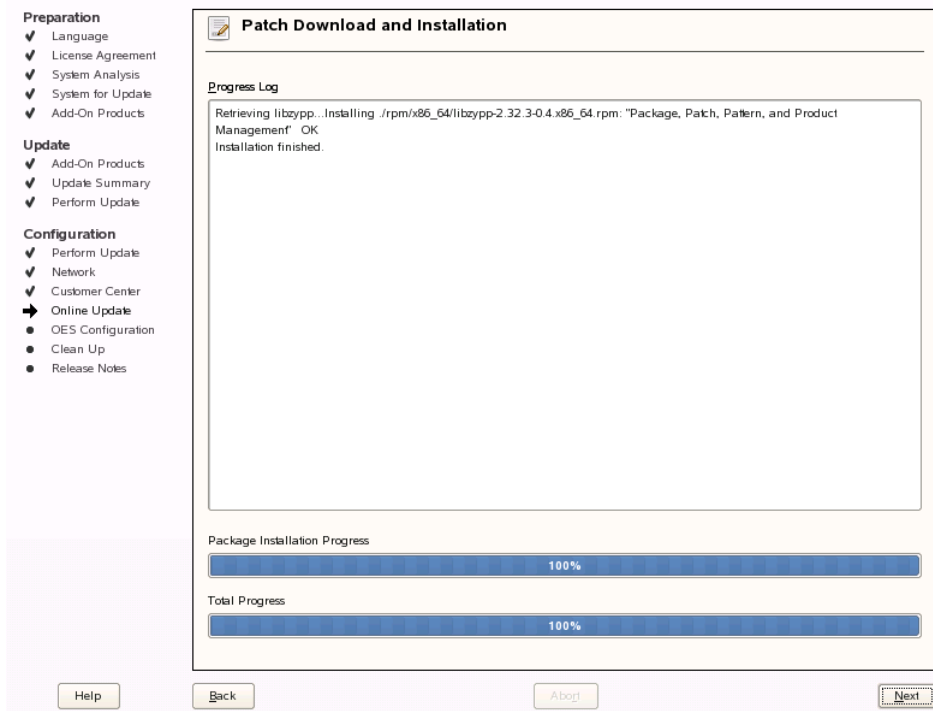 Preparation
Language
License Agreement
System Analysis
System for Update
Add-On Products
Update
Add-On Products
Update Summary
Perform Update
Configuration
Perform Update
Network
Customer Center
Online Update
OES Configuration
Clean Up
Release Notes
Patch Download and Installation
Progress Log
Retrieving libzypp...Installing ./rpm/x86_64/libzypp-2.32.3-0.4.x86_64.rpm: "Package, Patch, Pattern, and Product
Management" OK
Installation finished.
Package Installation Progress
100%
Total Progress
100%
Help
Back
Abort
Next